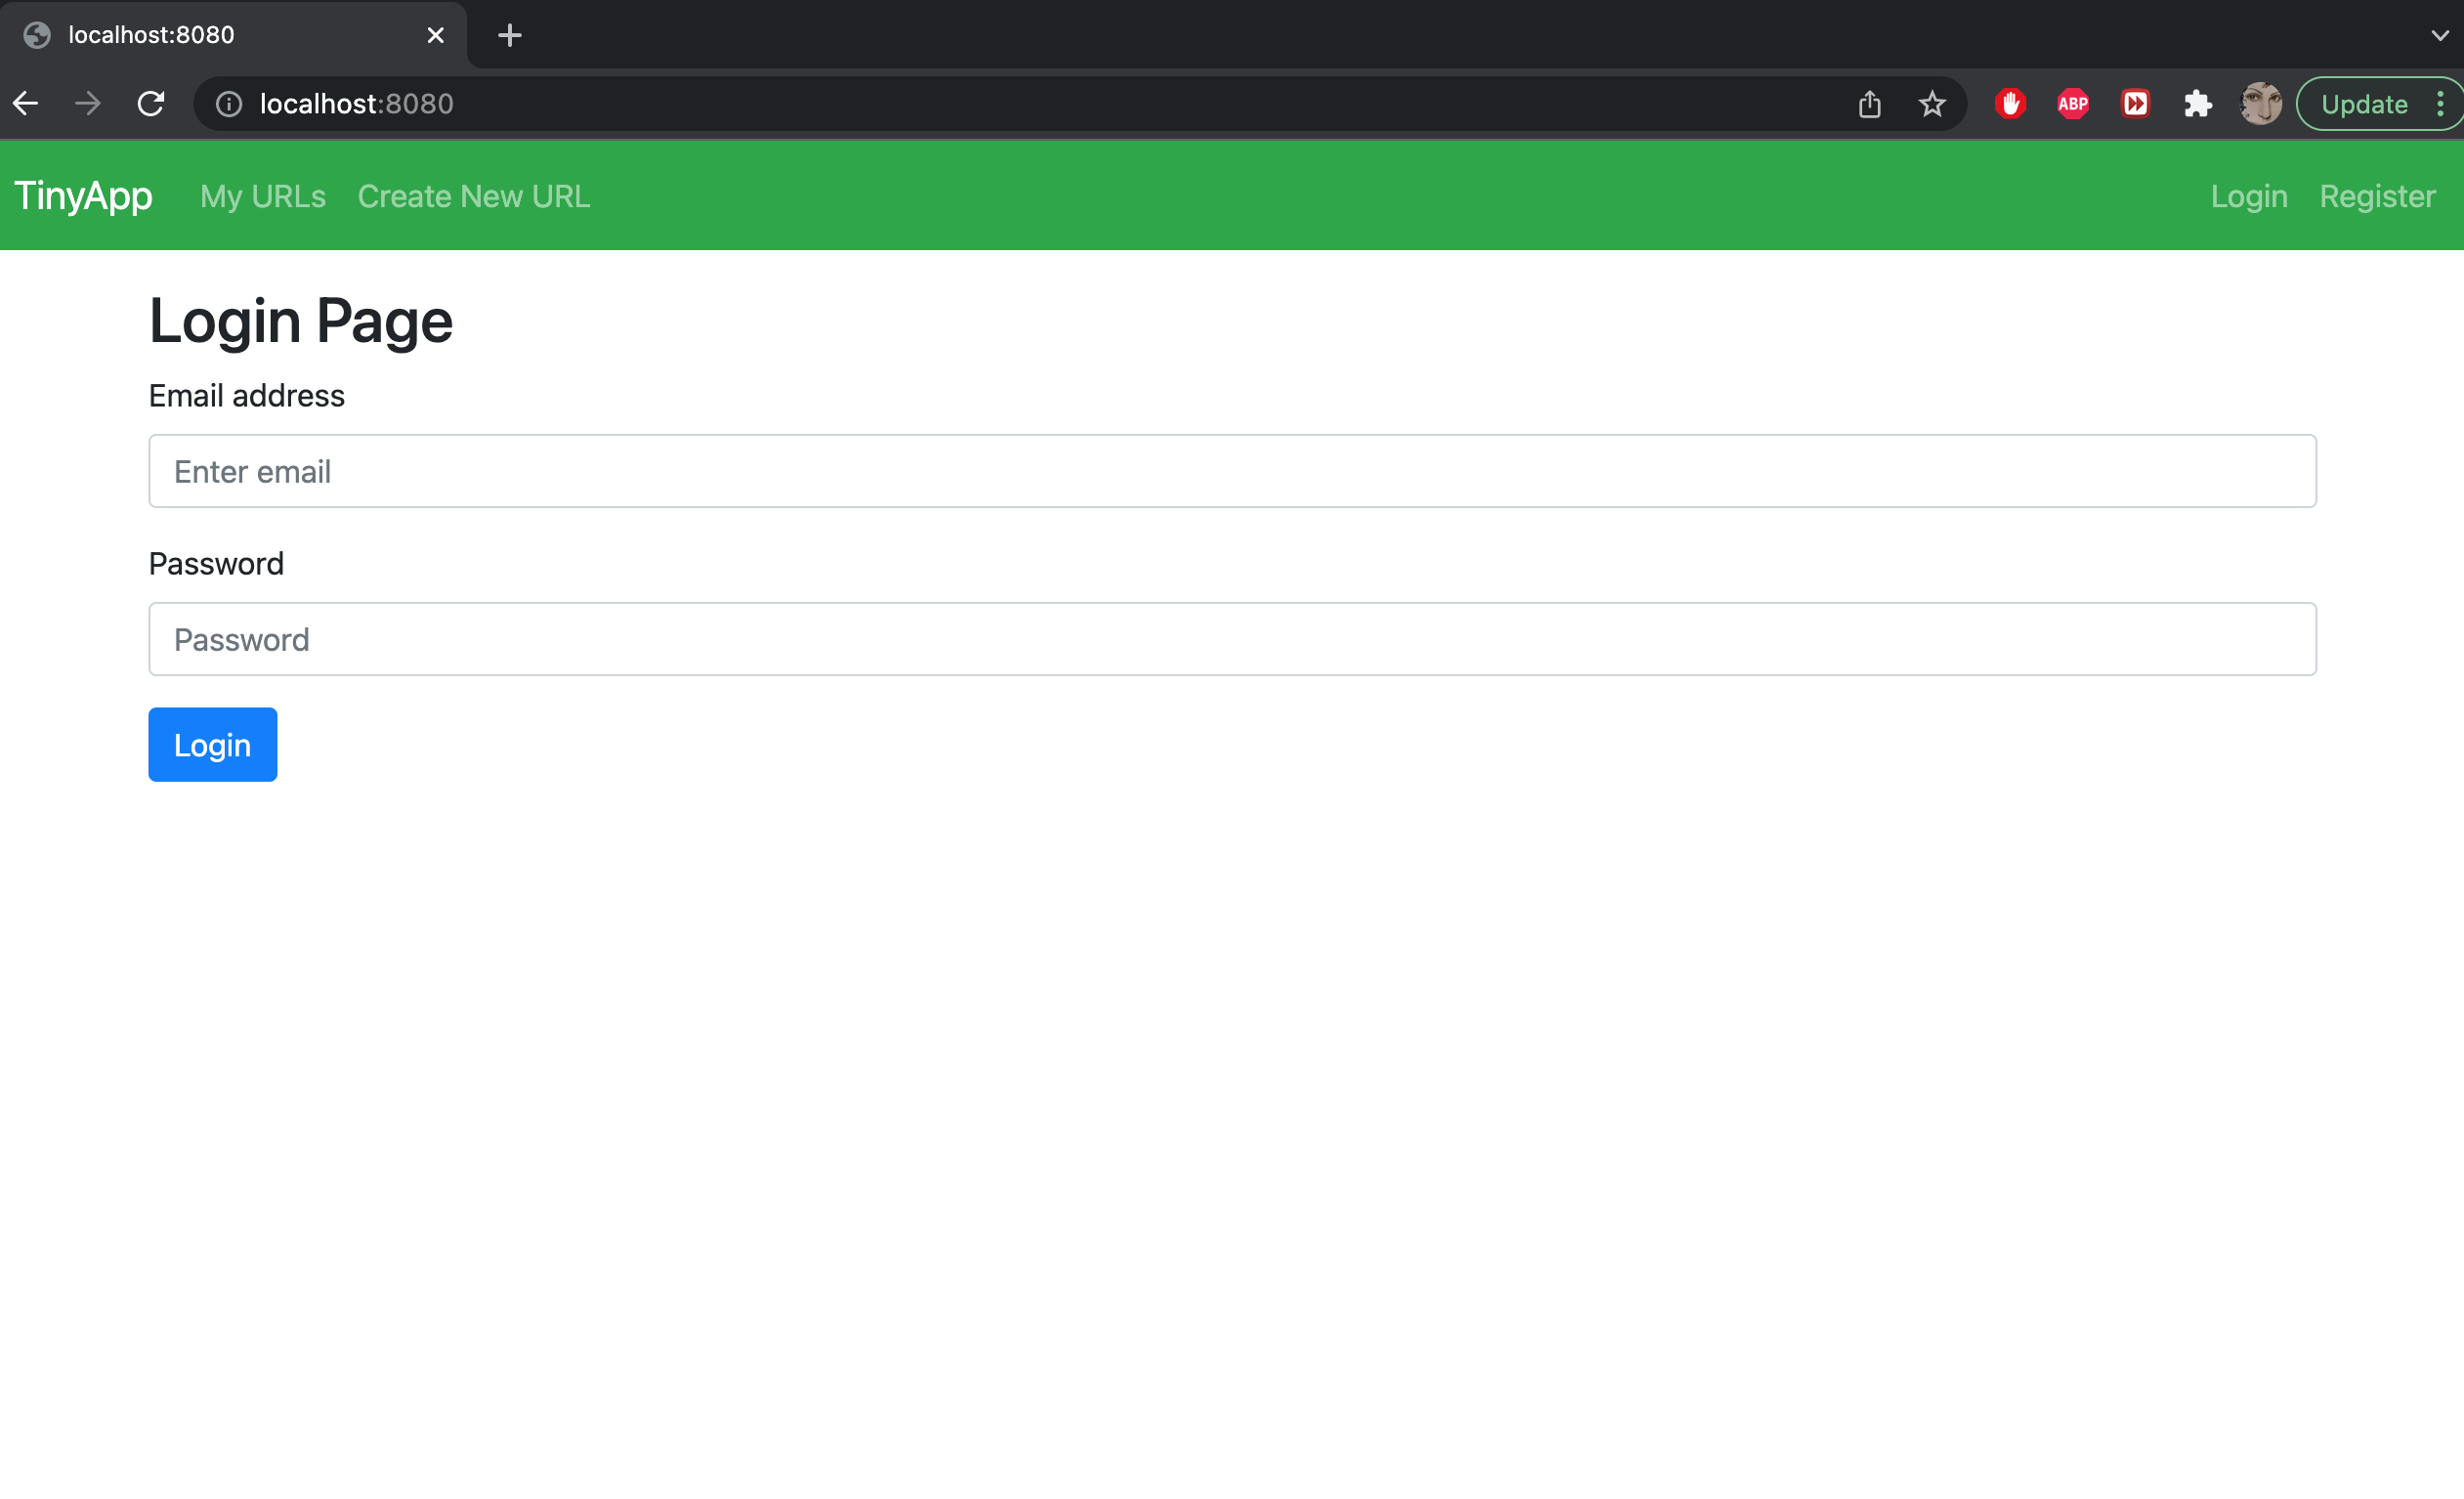 localhost:8080
localhost:8080
ABP
Update
TinyApp My URLs Create New URL Login Register
Login Page
Email address
Enter email
Password
Password
Login